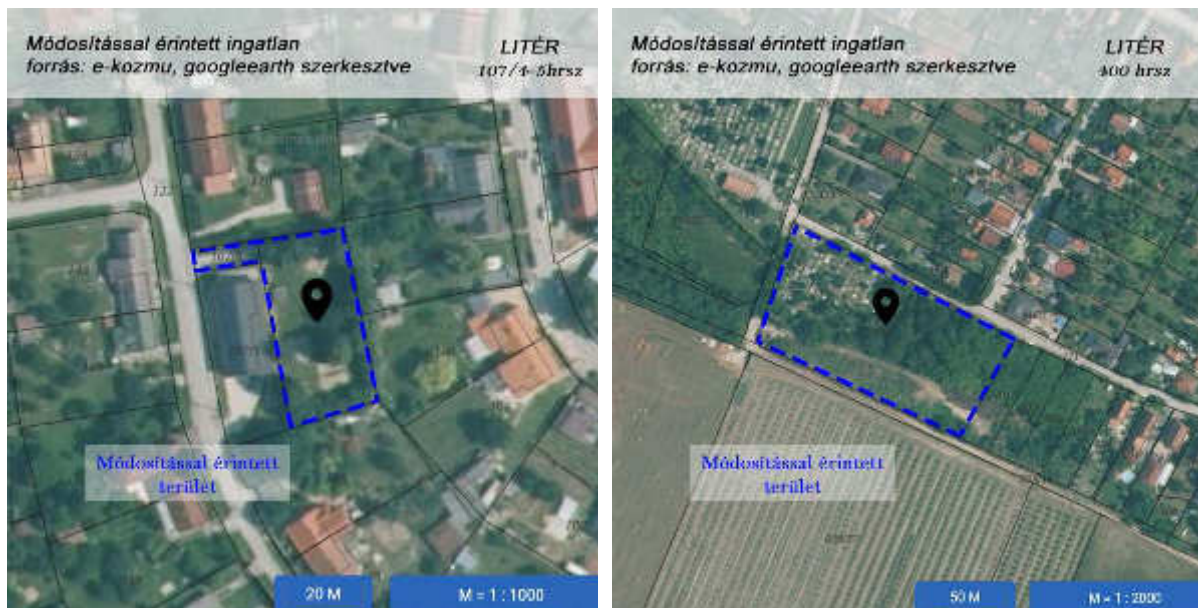 Módosítással érintett ingatlan
forrás: e-kozmu, googleearth szerkesztve
LITÉR
107/4-5hrsz
Módosítással érintett
terület
20 M
M = 1 : 1000
Módosítással érintett ingatlan
forrás: e-kozmu, googleearth szerkesztve
LITÉR
400 hrsz
Módosítással érintett
terület
50 M
M = 1 : 2000